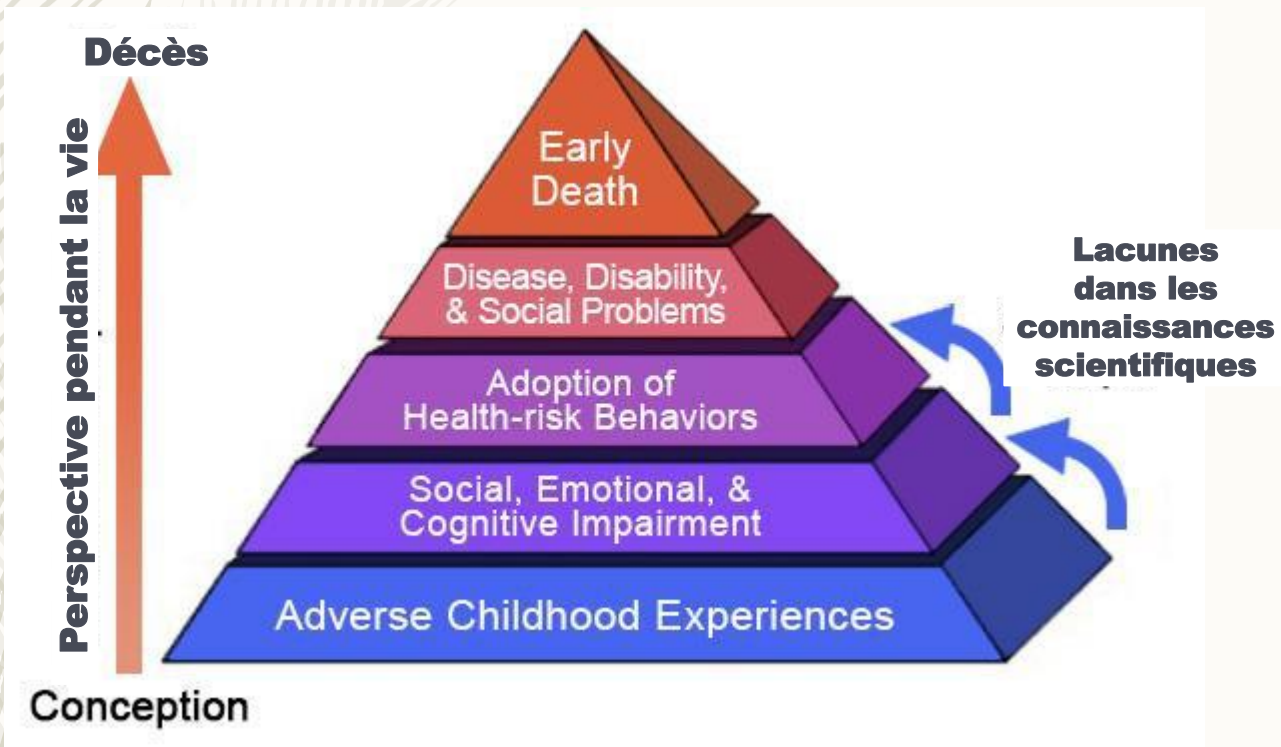 Décès
Perspective pendant la vie
Conception
Early
Death
Disease, Disability,
& Social Problems
Adoption of
Health-risk Behaviors
Social, Emotional, &
Cognitive Impairment
Adverse Childhood Experiences
Lacunes
dans les
connaissances
scientifiques